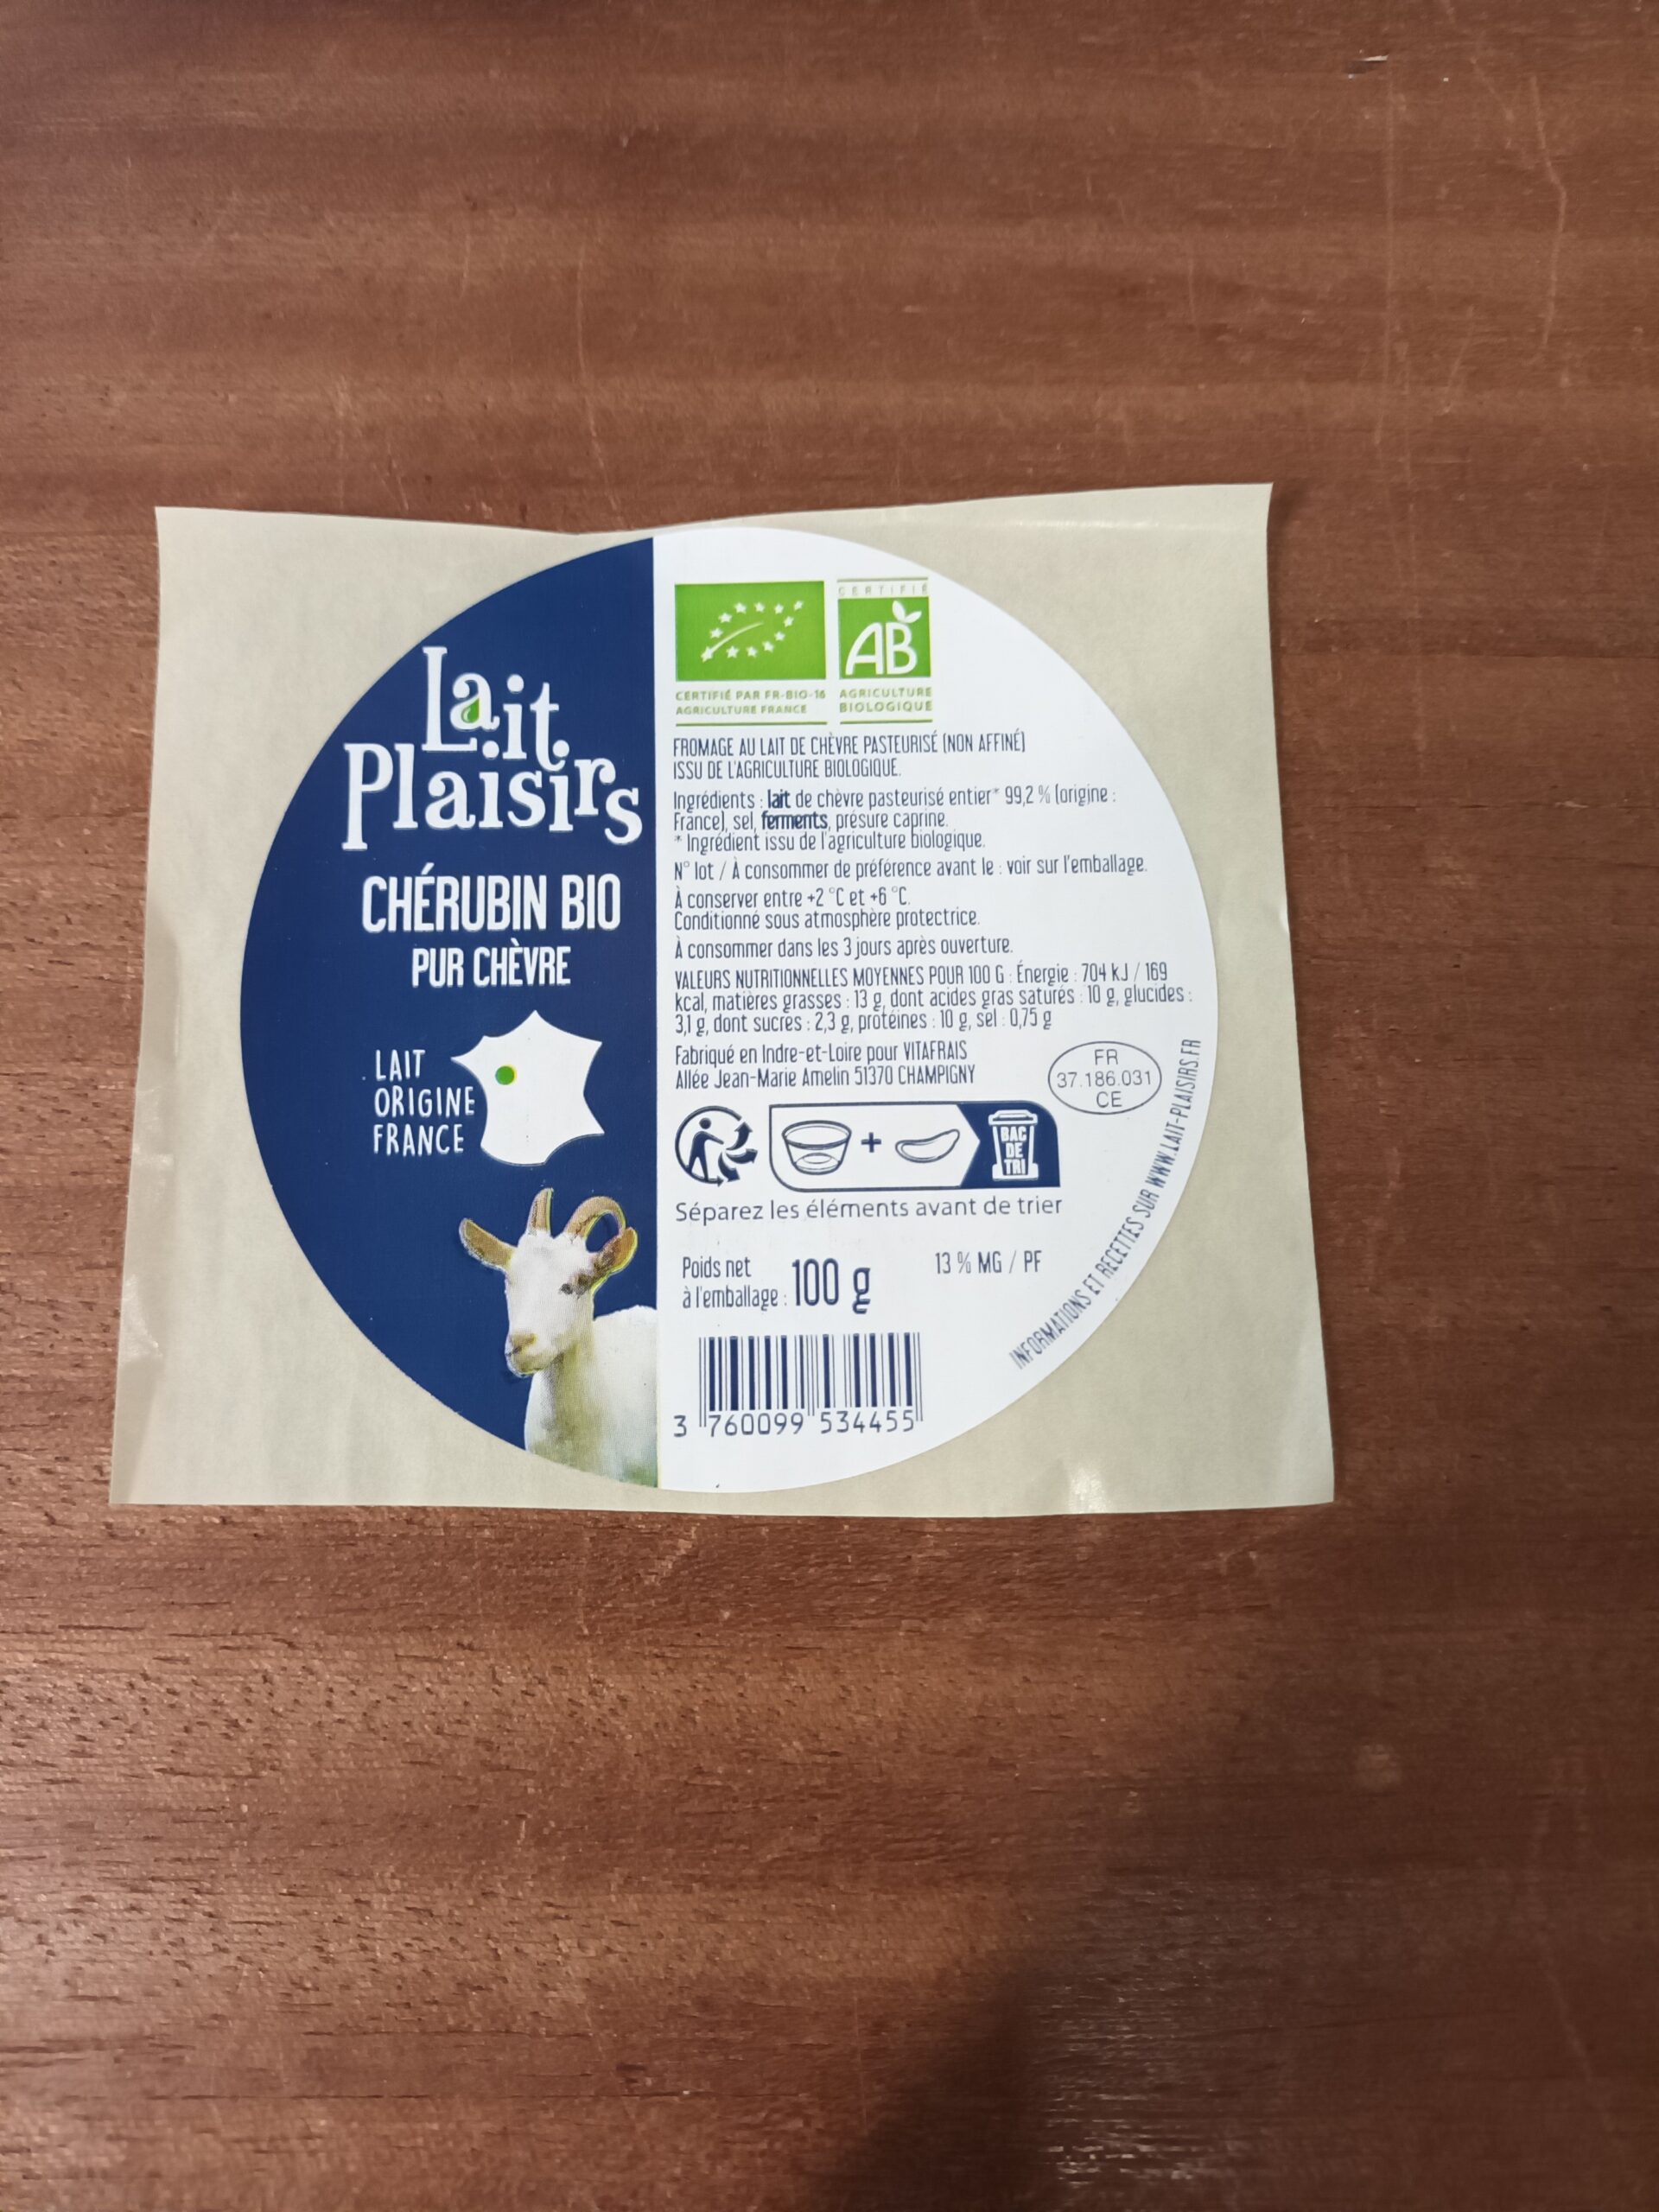 Lait
Plaisirs
CHÉRUBIN BIO
PUR CHÈVRE
LAIT
ORIGINE
FRANCE
CERTIFIÉ
AB
CERTIFIÉ PAR FR-BIO-16
AGRICULTURE FRANCE
AGRICULTURE
BIOLOGIQUE
FROMAGE AU LAIT DE CHÈVRE PASTEURISÉ (NON AFFINÉ)
ISSU DE L'AGRICULTURE BIOLOGIQUE.
Ingrédients : lait de chèvre pasteurisé entier* 99,2 % (origine :
France), sel, ferments, présure caprine.
* Ingrédient issu de l'agriculture biologique.
N° lot / À consommer de préférence avant le : voir sur l'emballage.
À conserver entre +2 °C et +6 °C.
Conditionné sous atmosphère protectrice.
À consommer dans les 3 jours après ouverture.
VALEURS NUTRITIONNELLES MOYENNES POUR 100 G : Énergie : 704 kJ / 169
kcal, matières grasses : 13 g, dont acides gras saturés : 10 g, glucides :
3,1 g, dont sucres : 2,3 g, protéines : 10 g, sel : 0,75 g
Fabriqué en Indre-et-Loire pour VITAFRAIS
Allée Jean-Marie Amelin 51370 CHAMPIGNY
FR
37.186.031
CE
+
BAC
DE
TRI
Séparez les éléments avant de trier
Poids net
à l'emballage : 100 g
13 % MG / PF
INFORMATIONS ET RECETTES SUR WWW.LAIT-PLAISIRS.FR
3 760099 534455